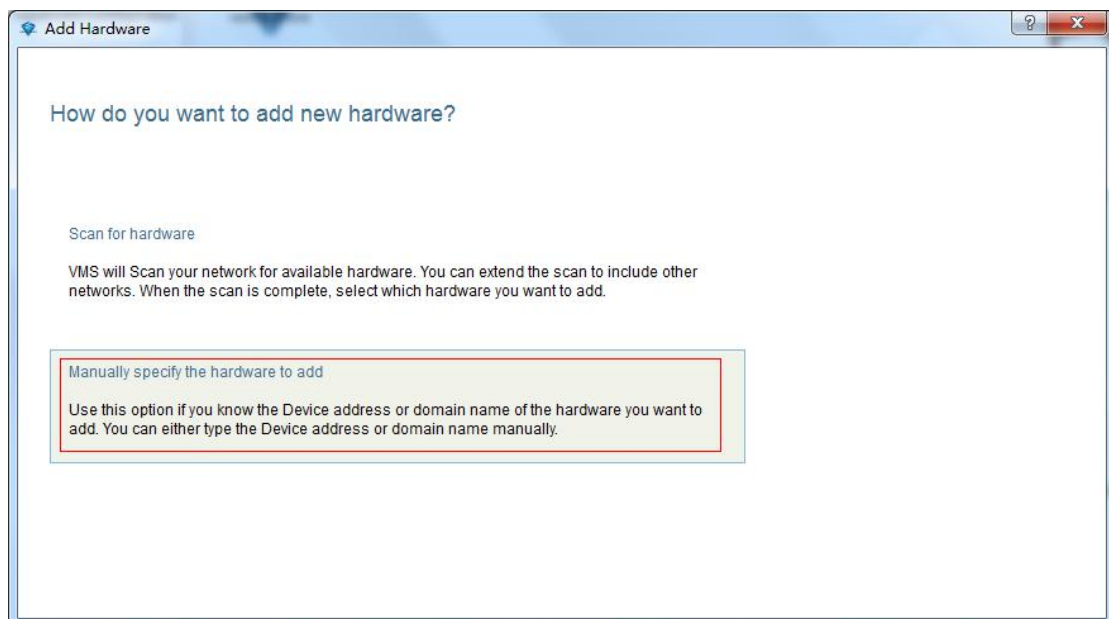 Add Hardware
?
x
How do you want to add new hardware?
Scan for hardware
VMS will Scan your network for available hardware. You can extend the scan to include other
networks. When the scan is complete, select which hardware you want to add.
Manually specify the hardware to add
Use this option if you know the Device address or domain name of the hardware you want to
add. You can either type the Device address or domain name manually.